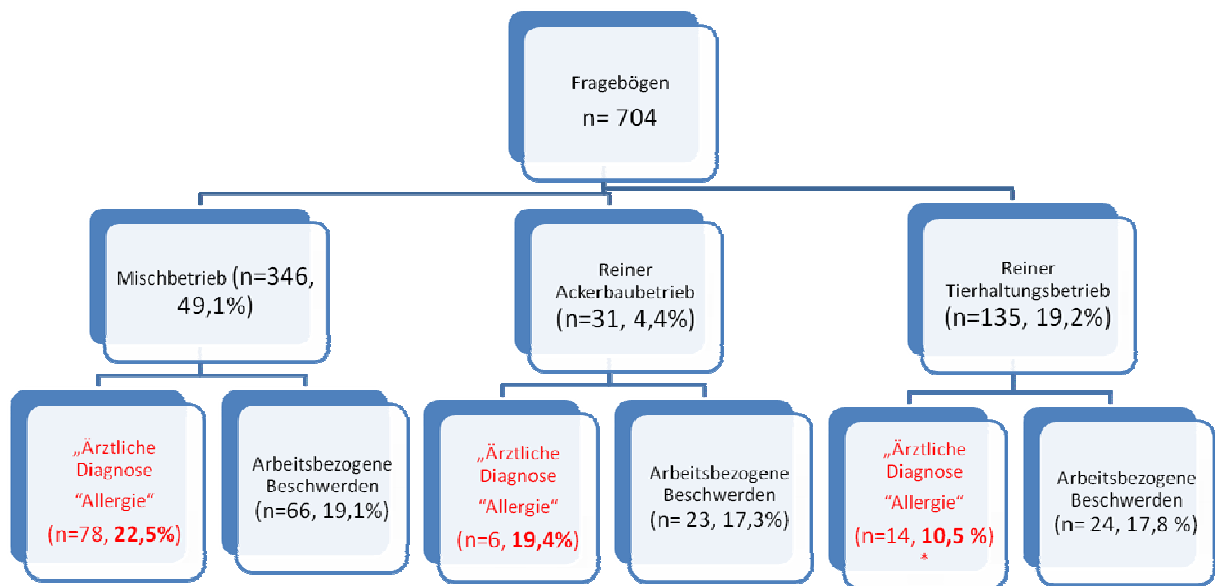 Fragebögen
n= 704
Mischbetrieb (n=346,
49,1%)
Reiner
Ackerbaubetrieb
(n=31, 4,4%)
Reiner
Tierhaltungsbetrieb
(n=135, 19,2%)
„Ärztliche
Diagnose
“Allergie“
(n=78, 22,5%)
Arbeitsbezogene
Beschwerden
(n=66, 19,1%)
„Ärztliche
Diagnose
“Allergie“
(n=6, 19,4%)
Arbeitsbezogene
Beschwerden
(n= 23, 17,3%)
„Ärztliche
Diagnose
“Allergie“
(n=14, 10,5 %)
*
Arbeitsbezogene
Beschwerden
(n= 24, 17,8 %)